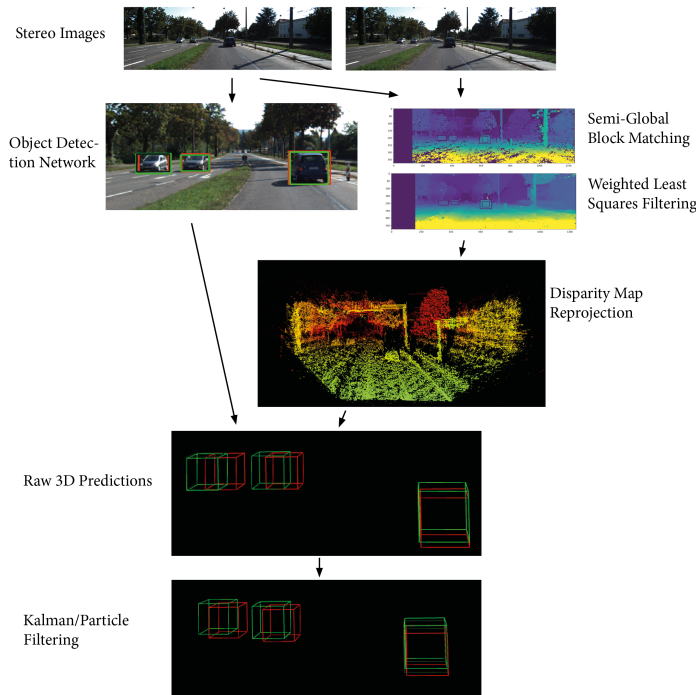 Stereo Images
Object Detec-
tion Network
Semi-Global
Block Matching
Weighted Least
Squares Filtering
Disparity Map
Reprojection
Raw 3D Predictions
Kalman/Particle
Filtering